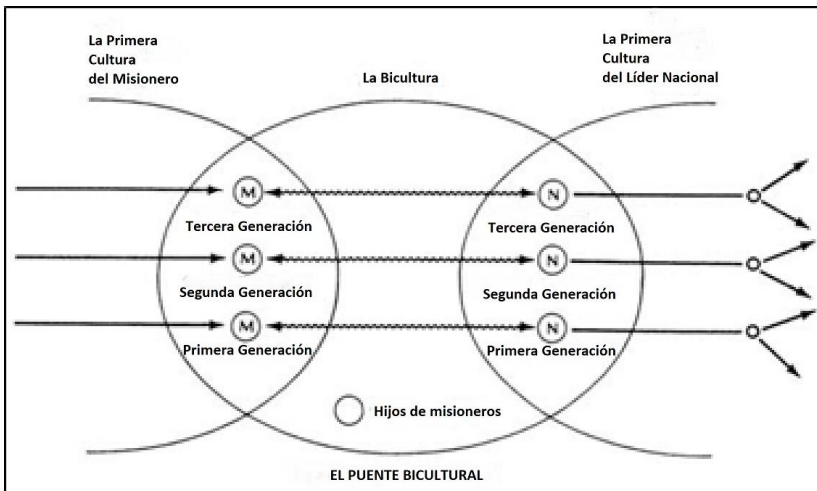 La Primera
Cultura
del Misionero
La Bicultura
La Primera
Cultura
del Líder Nacional
M
N
Tercera Generación
Tercera Generación
M
N
Segunda Generación
Segunda Generación
M
N
Primera Generación
Primera Generación
Hijos de misioneros
EL PUENTE BICULTURAL